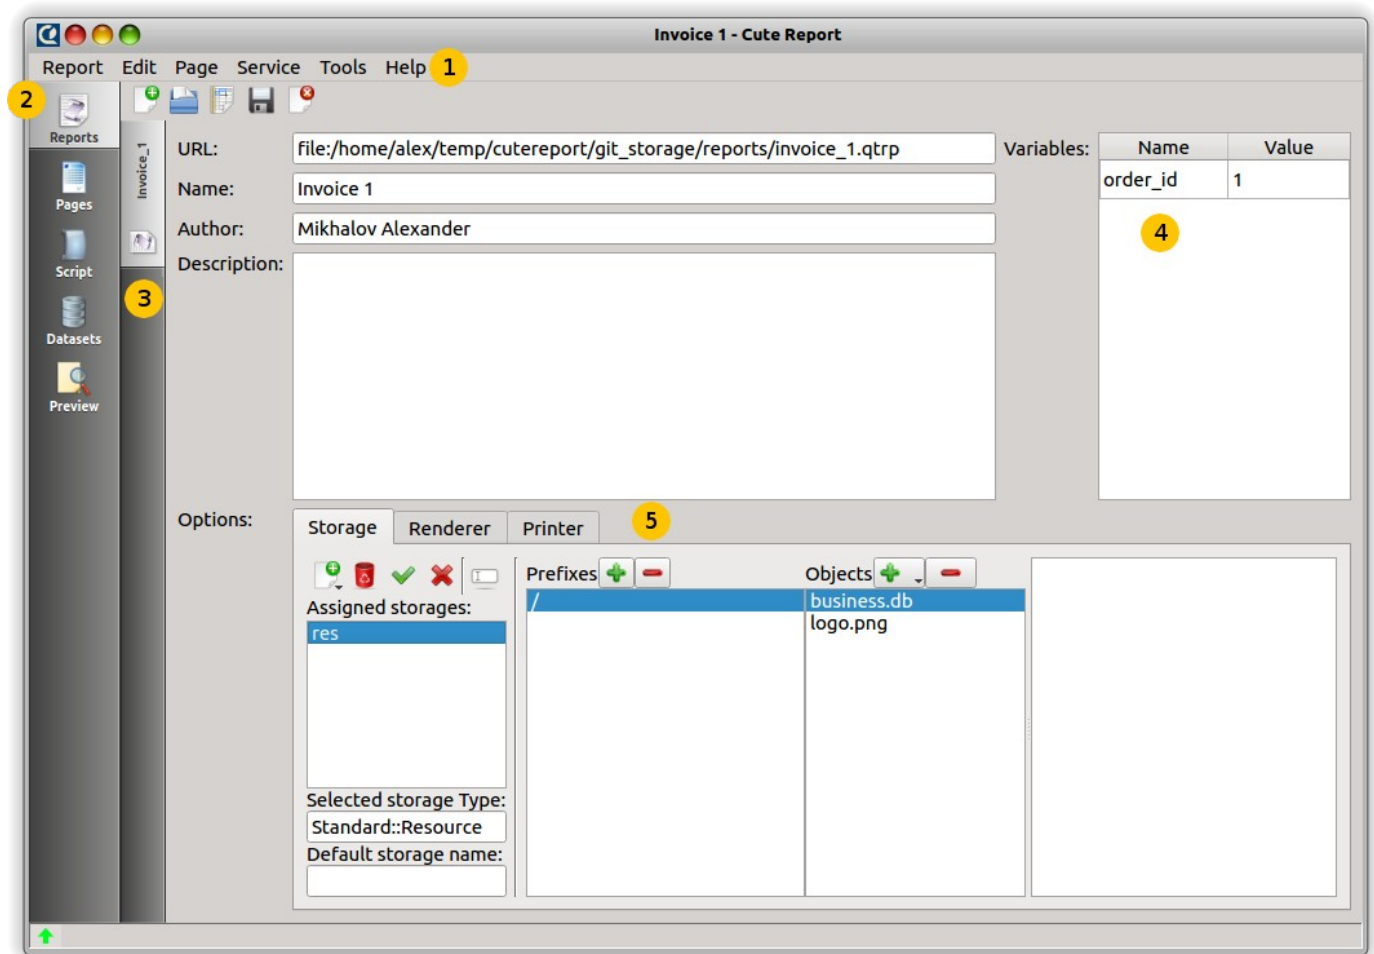 Invoice 1 - Cute Report
Report Edit Page Service Tools Help 1
2
Reports
Pages
Script
Datasets
Preview
Invoice_1
3
URL: file:/home/alex/temp/cutereport/git_storage/reports/invoice_1.qtrp
Name: Invoice 1
Author: Mikhalov Alexander
Description:
Variables: Name Value
order_id 1
4
Options: Storage Renderer Printer 5
Assigned storages:
res
Selected storage Type:
Standard::Resource
Default storage name:
Prefixes
/
Objects
business.db
logo.png